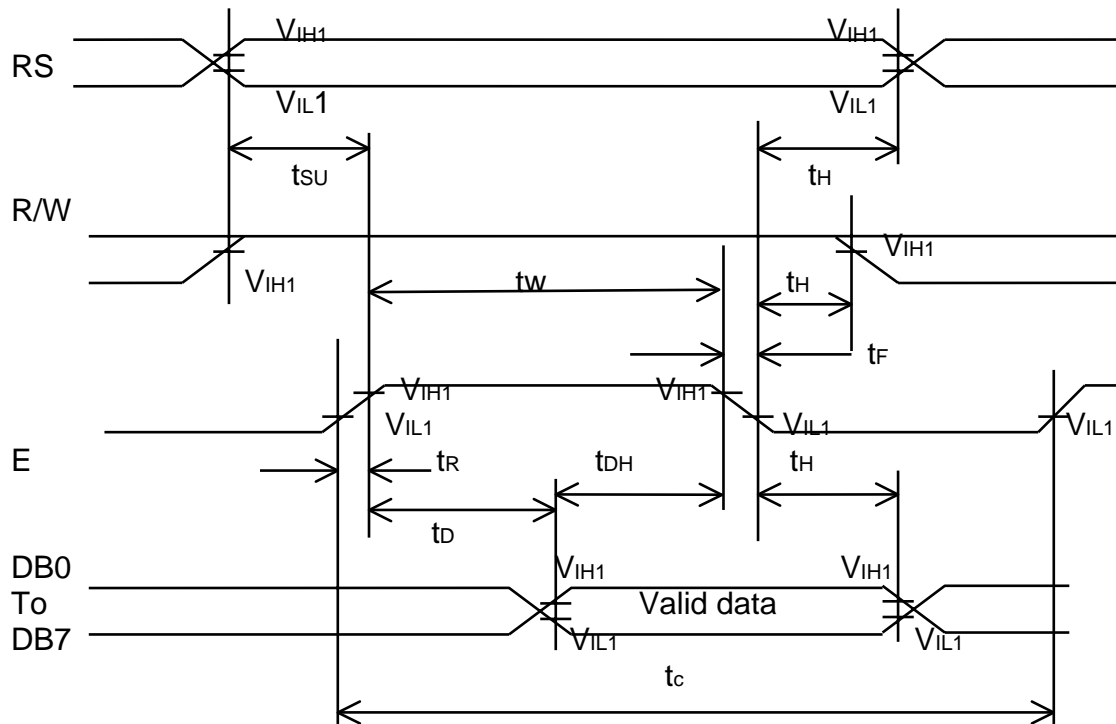 VIH1 VIH1
RS
VIL1 VIL1
tSU tH
R/W
VIH1
VIH1 tW tH
tF
VIH1 VIH1
VIL1 VIL1 VIL1
E tR tDH tH
tD
DB0 VIH1 VIH1
To Valid data
DB7 VIL1 VIL1
tc